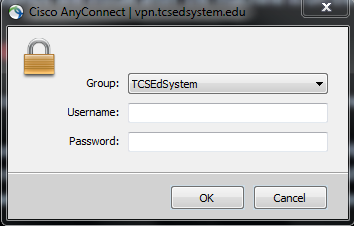 Cisco AnyConnect | vpn.tcsedsystem.edu
Group: TCSEdSystem
Username:
Password:
OK Cancel